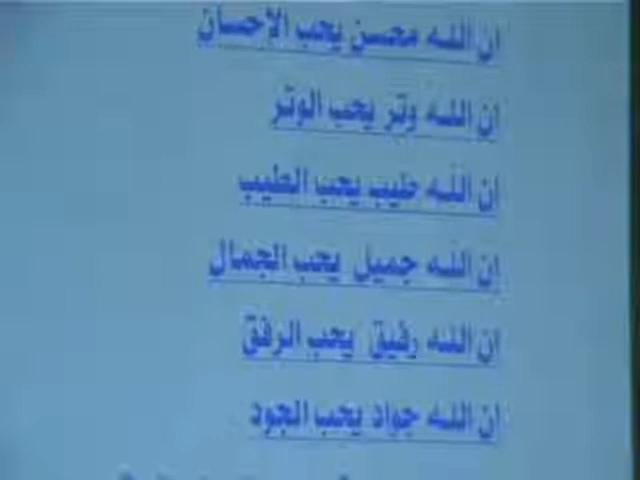 ان الله محسن يحب الاحسان
ان الله وتر يحب الوتر
ان الله طيب يحب الطيب
ان الله جميل يحب الجمال
ان الله رفيق يحب الرفق
ان الله جواد يحب الجود